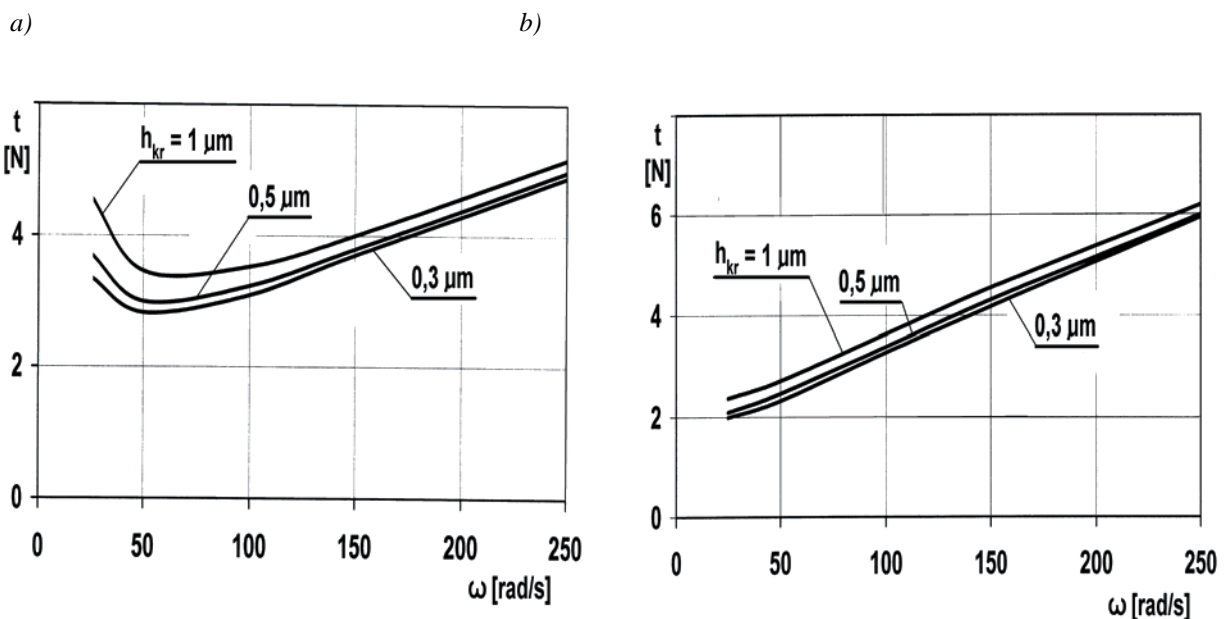 a)
b)
t
[N]
h_kr = 1 µm
0,5 µm
0,3 µm
4
2
0
0 50 100 150 200 250
ω [rad/s]
t
[N]
6
h_kr = 1 µm
0,5 µm
0,3 µm
4
2
0
0 50 100 150 200 250
ω [rad/s]